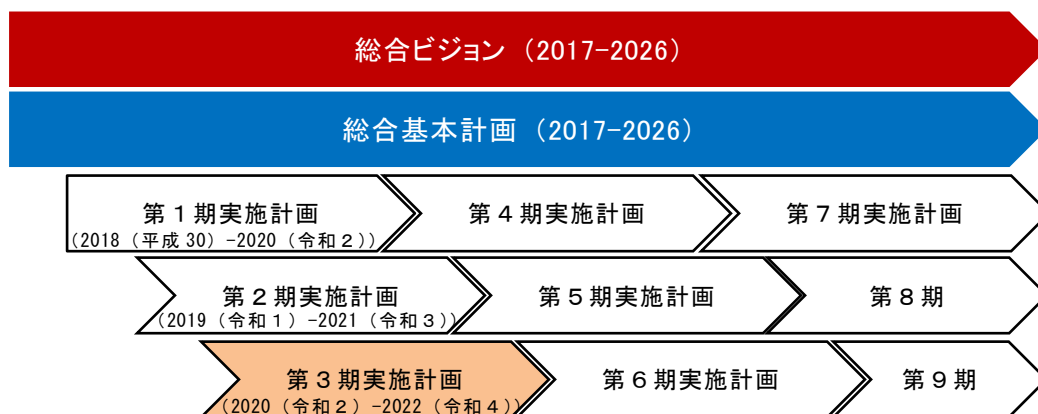 総合ビジョン（2017-2026）
総合基本計画（2017-2026）
第１期実施計画
（2018（平成30）-2020（令和２））
第４期実施計画
第７期実施計画
第２期実施計画
（2019（令和１）-2021（令和３））
第５期実施計画
第８期
第３期実施計画
（2020（令和２）-2022（令和４））
第６期実施計画
第９期